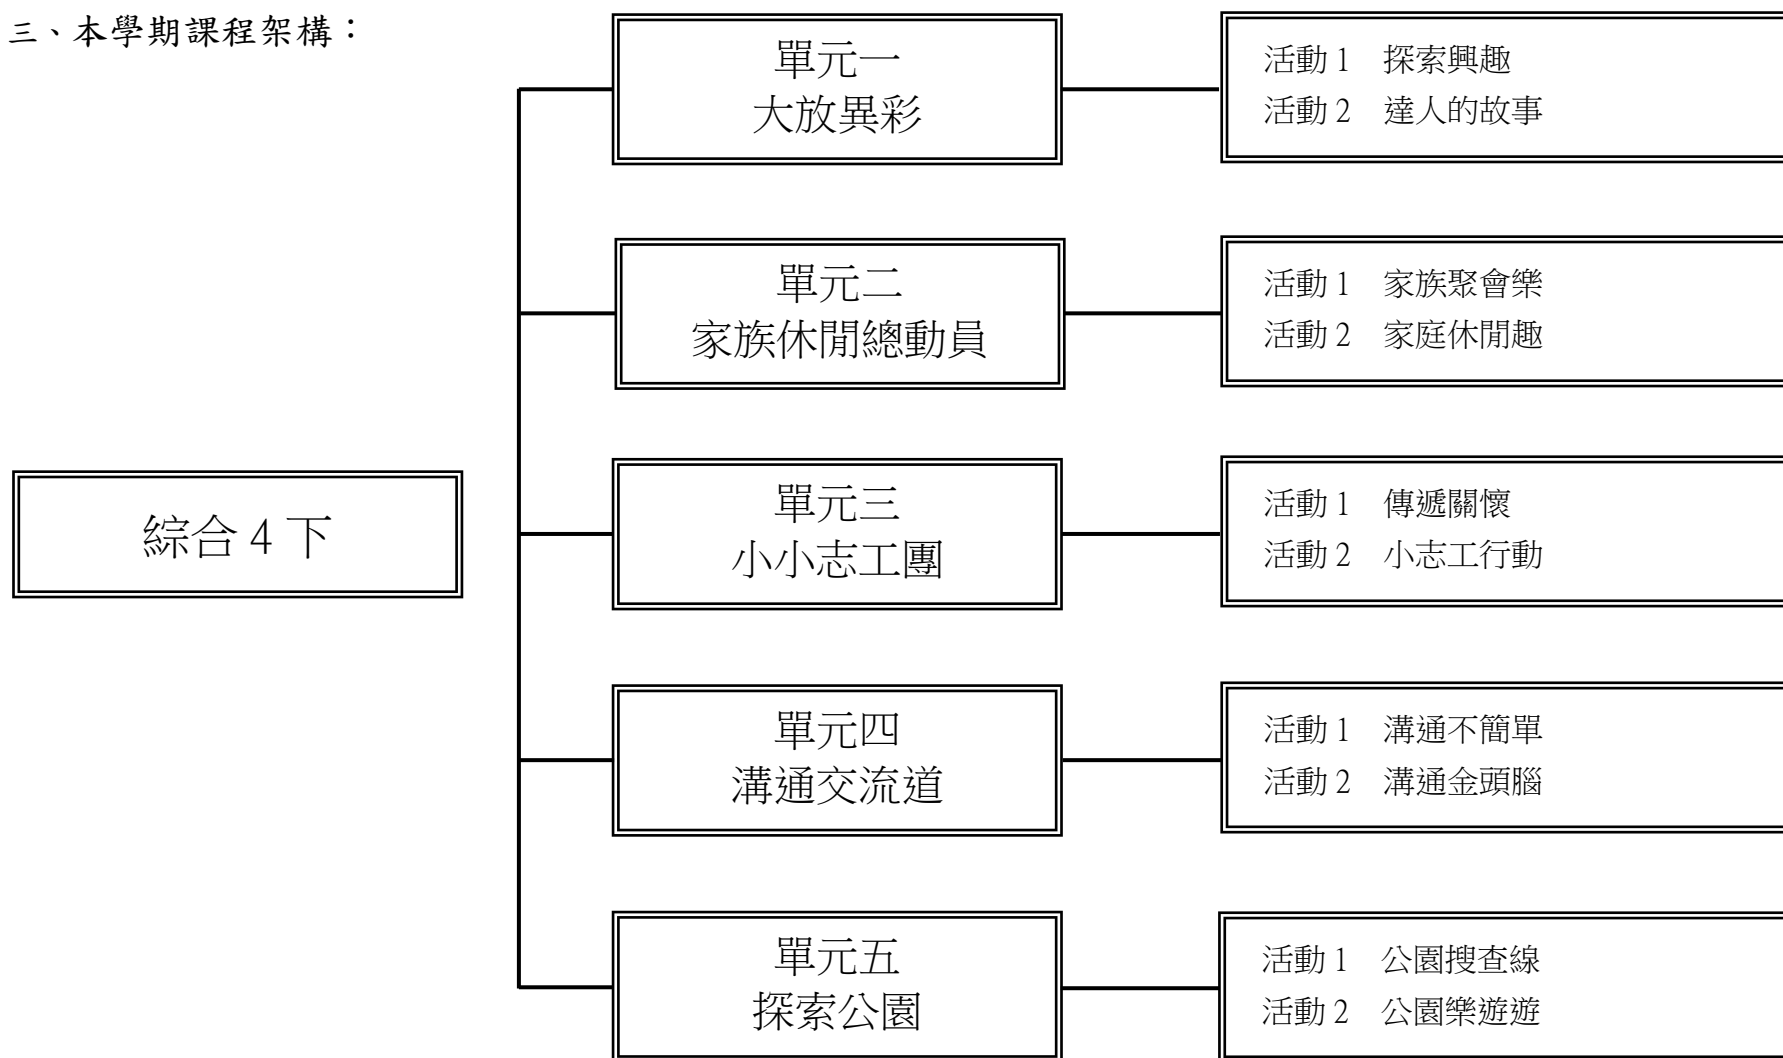 三、本學期課程架構：
綜合 4 下
單元一
大放異彩
活動 1　探索興趣
活動 2　達人的故事
單元二
家族休閒總動員
活動 1　家族聚會樂
活動 2　家庭休閒趣
單元三
小小志工團
活動 1　傳遞關懷
活動 2　小志工行動
單元四
溝通交流道
活動 1　溝通不簡單
活動 2　溝通金頭腦
單元五
探索公園
活動 1　公園搜查線
活動 2　公園樂遊遊